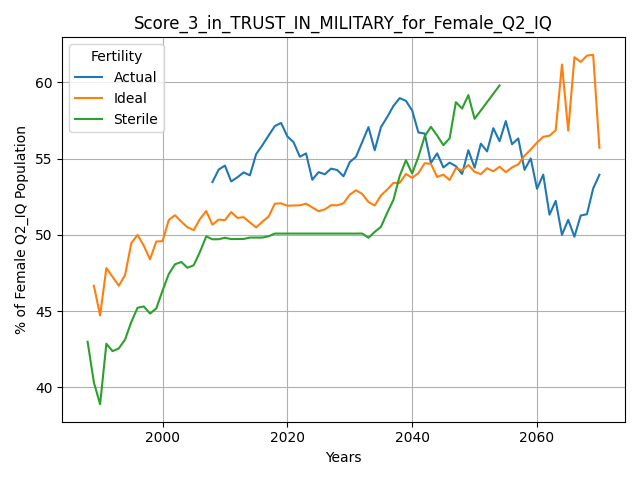 Score_3_in_TRUST_IN_MILITARY_for_Female_Q2_IQ
Fertility
Actual
Ideal
Sterile
% of Female Q2_IQ Population
60
55
50
45
40
2000
2020
2040
2060
Years